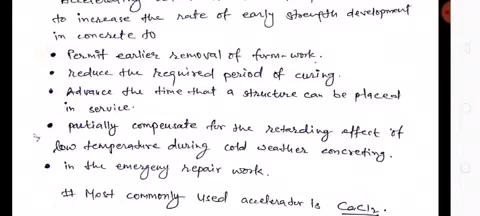 to increase the rate of early strength development
in concrete to
• Permit earlier removal of form-work.
• reduce the required period of curing.
• Advance the time that a structure can be placed
in service.
• partially compensate for the retarding effect of
low temperature during cold weather concreting.
• in the emergeny repair work.
# Most commonly used accelerador is CaCl2.